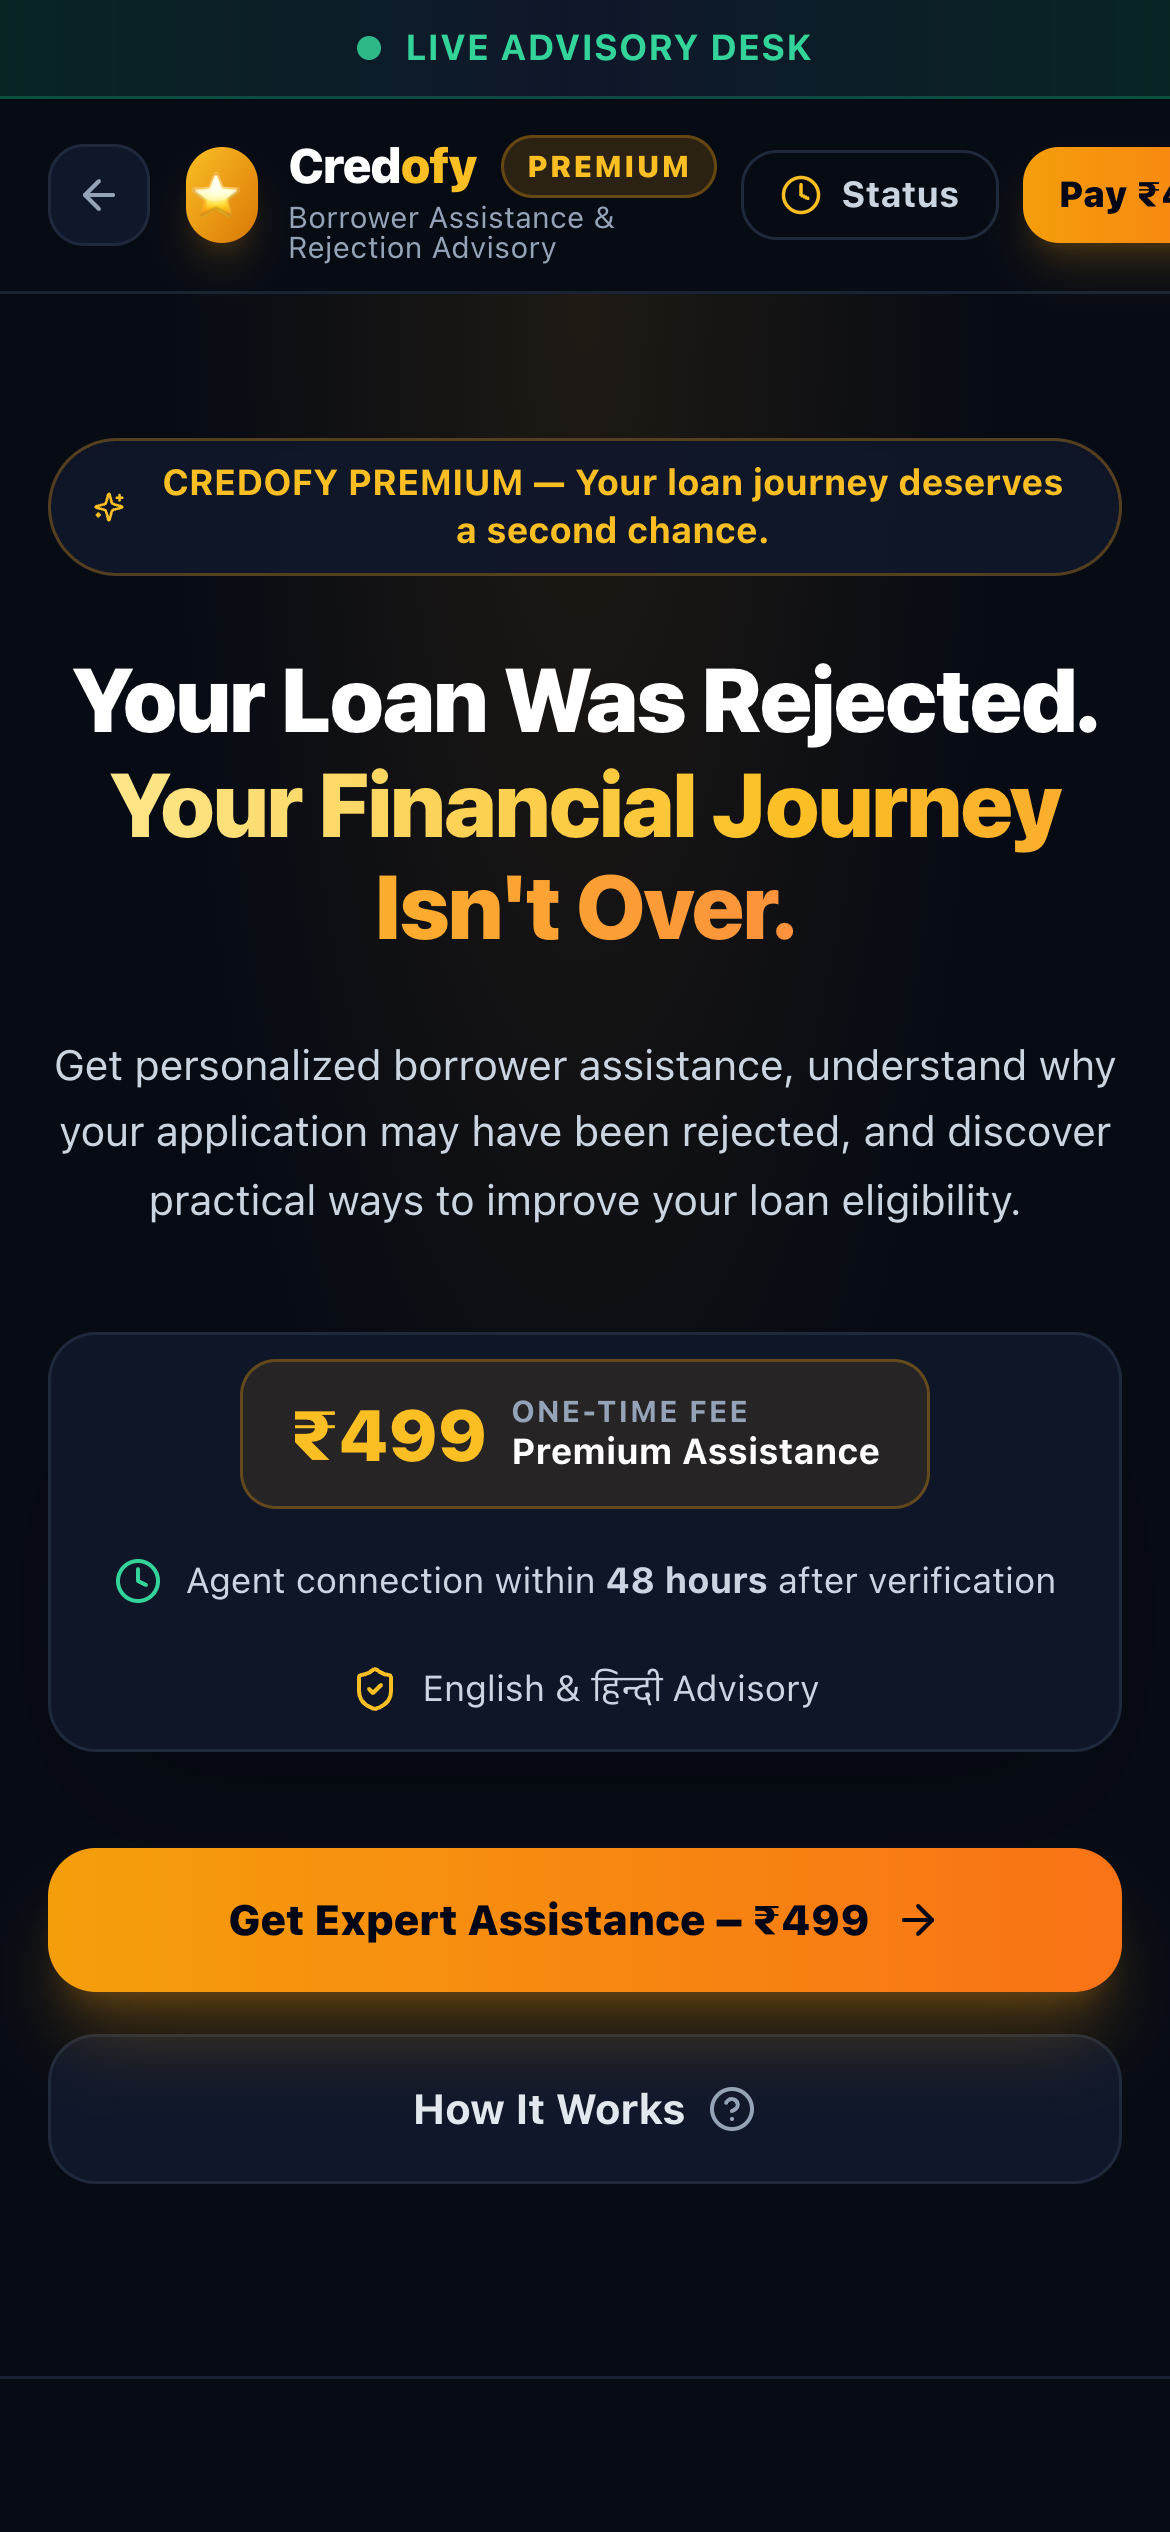 LIVE ADVISORY DESK
Credofy PREMIUM
Borrower Assistance &
Rejection Advisory
Status
Pay ₹4
CREDOFY PREMIUM — Your loan journey deserves
a second chance.
Your Loan Was Rejected.
Your Financial Journey
Isn't Over.
Get personalized borrower assistance, understand why
your application may have been rejected, and discover
practical ways to improve your loan eligibility.
₹499
ONE-TIME FEE
Premium Assistance
Agent connection within 48 hours after verification
English & हिन्दी Advisory
Get Expert Assistance – ₹499
How It Works